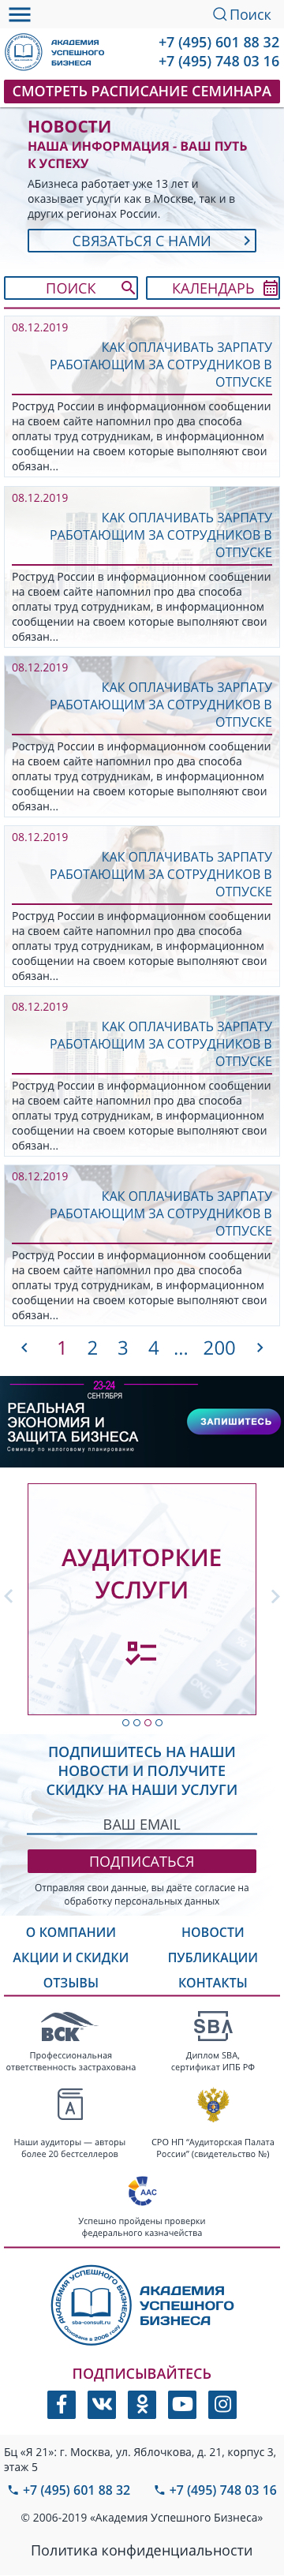 Поиск
АКАДЕМИЯ
УСПЕШНОГО
БИЗНЕСА
+7 (495) 601 88 32
+7 (495) 748 03 16
СМОТРЕТЬ РАСПИСАНИЕ СЕМИНАРА
НОВОСТИ
НАША ИНФОРМАЦИЯ - ВАШ ПУТЬ
К УСПЕХУ
АБизнеса работает уже 13 лет и
оказывает услуги как в Москве, так и в
других регионах России.
СВЯЗАТЬСЯ С НАМИ
ПОИСК
КАЛЕНДАРЬ
08.12.2019
КАК ОПЛАЧИВАТЬ ЗАРПАТУ
РАБОТАЮЩИМ ЗА СОТРУДНИКОВ В
ОТПУСКЕ
Роструд России в информационном сообщении
на своем сайте напомнил про два способа
оплаты труд сотрудникам, в информационном
сообщении на своем которые выполняют свои
обязан...
08.12.2019
КАК ОПЛАЧИВАТЬ ЗАРПАТУ
РАБОТАЮЩИМ ЗА СОТРУДНИКОВ В
ОТПУСКЕ
Роструд России в информационном сообщении
на своем сайте напомнил про два способа
оплаты труд сотрудникам, в информационном
сообщении на своем которые выполняют свои
обязан...
08.12.2019
КАК ОПЛАЧИВАТЬ ЗАРПАТУ
РАБОТАЮЩИМ ЗА СОТРУДНИКОВ В
ОТПУСКЕ
Роструд России в информационном сообщении
на своем сайте напомнил про два способа
оплаты труд сотрудникам, в информационном
сообщении на своем которые выполняют свои
обязан...
08.12.2019
КАК ОПЛАЧИВАТЬ ЗАРПАТУ
РАБОТАЮЩИМ ЗА СОТРУДНИКОВ В
ОТПУСКЕ
Роструд России в информационном сообщении
на своем сайте напомнил про два способа
оплаты труд сотрудникам, в информационном
сообщении на своем которые выполняют свои
обязан...
08.12.2019
КАК ОПЛАЧИВАТЬ ЗАРПАТУ
РАБОТАЮЩИМ ЗА СОТРУДНИКОВ В
ОТПУСКЕ
Роструд России в информационном сообщении
на своем сайте напомнил про два способа
оплаты труд сотрудникам, в информационном
сообщении на своем которые выполняют свои
обязан...
08.12.2019
КАК ОПЛАЧИВАТЬ ЗАРПАТУ
РАБОТАЮЩИМ ЗА СОТРУДНИКОВ В
ОТПУСКЕ
Роструд России в информационном сообщении
на своем сайте напомнил про два способа
оплаты труд сотрудникам, в информационном
сообщении на своем которые выполняют свои
обязан...
1 2 3 4 ... 200
23-24
СЕНТЯБРЯ
РЕАЛЬНАЯ
ЭКОНОМИЯ И
ЗАЩИТА БИЗНЕСА
Семинар по налоговому планированию
ЗАПИШИТЕСЬ
АУДИТОРКИЕ
УСЛУГИ
ПОДПИШИТЕСЬ НА НАШИ
НОВОСТИ И ПОЛУЧИТЕ
СКИДКУ НА НАШИ УСЛУГИ
ВАШ EMAIL
ПОДПИСАТЬСЯ
Отправляя свои данные, вы даёте согласие на
обработку персональных данных
О КОМПАНИИ
НОВОСТИ
АКЦИИ И СКИДКИ
ПУБЛИКАЦИИ
ОТЗЫВЫ
КОНТАКТЫ
ВСК
SBA
Профессиональная
ответственность застрахована
Диплом SBA,
сертификат ИПБ РФ
A
Наши аудиторы — авторы
более 20 бестселлеров
СРО НП “Аудиторская Палата
России” (свидетельство №)
ААС
Успешно пройдены проверки
федерального казначейства
АКАДЕМИЯ УСПЕШНОГО БИЗНЕСА
sba-consult.ru
Основана в 2006 году
АКАДЕМИЯ
УСПЕШНОГО
БИЗНЕСА
ПОДПИСЫВАЙТЕСЬ
Бц «Я 21»: г. Москва, ул. Яблочкова, д. 21, корпус 3,
этаж 5
+7 (495) 601 88 32
+7 (495) 748 03 16
© 2006-2019 «Академия Успешного Бизнеса»
Политика конфиденциальности